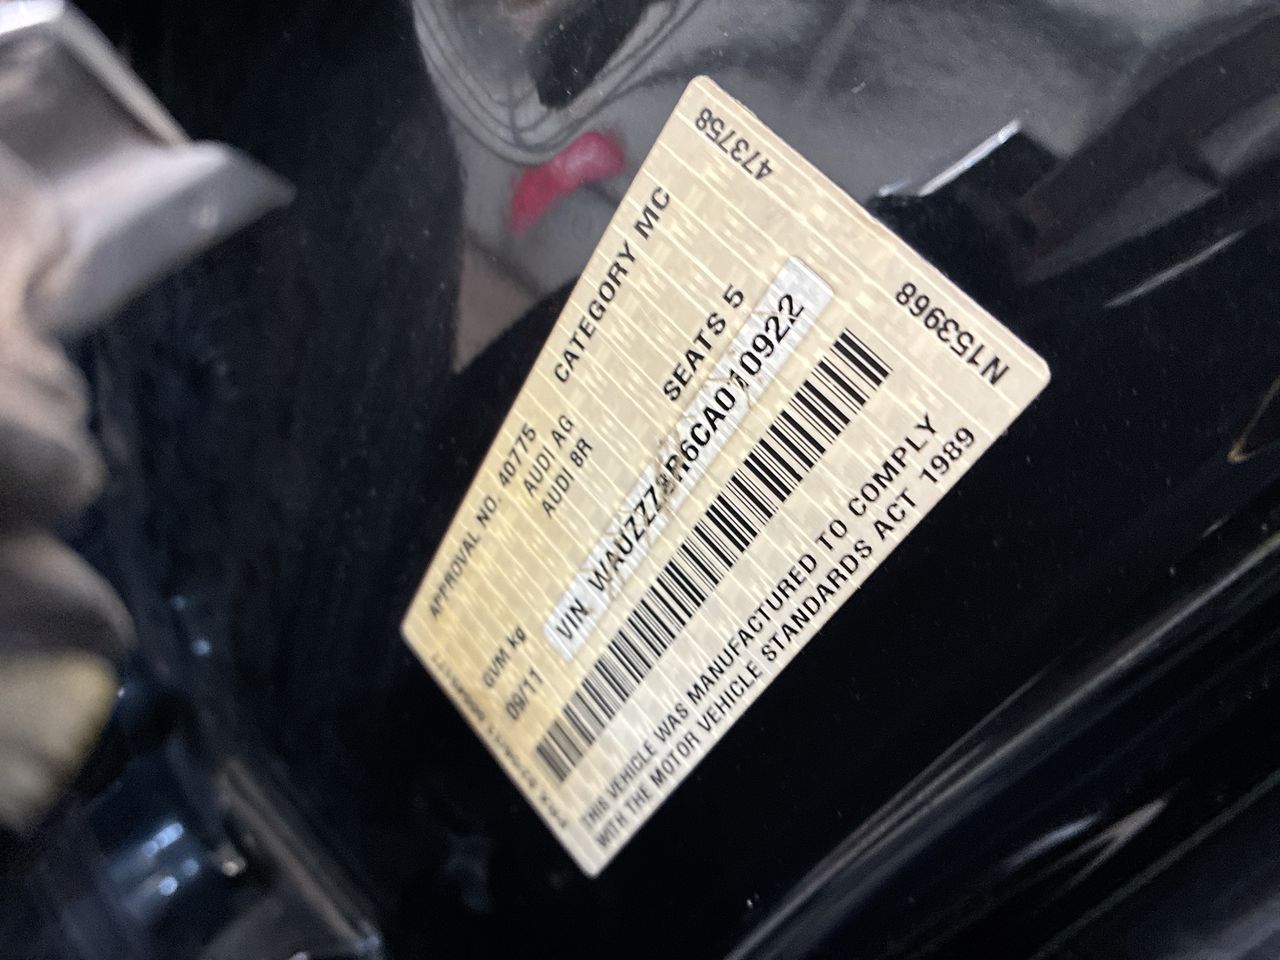 APPROVAL NO. 40775 CATEGORY MC 473758
AUDI AG
AUDI 8R SEATS 5
GVM kg
09/11
VIN WAUZZZ8R6CA010922
N153968
THIS VEHICLE WAS MANUFACTURED TO COMPLY
WITH THE MOTOR VEHICLE STANDARDS ACT 1989